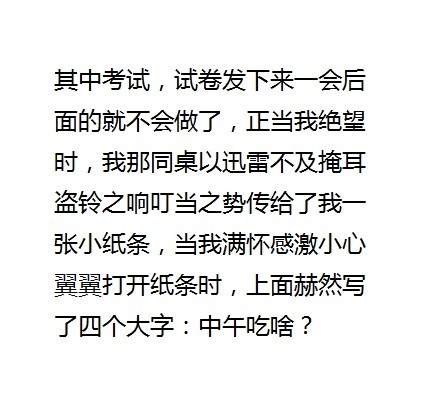 其中考试，试卷发下来一会后
面的就不会做了，正当我绝望
时，我那同桌以迅雷不及掩耳
盗铃之响叮当之势传给了我一
张小纸条，当我满怀感激小心
翼翼打开纸条时，上面赫然写
了四个大字：中午吃啥？